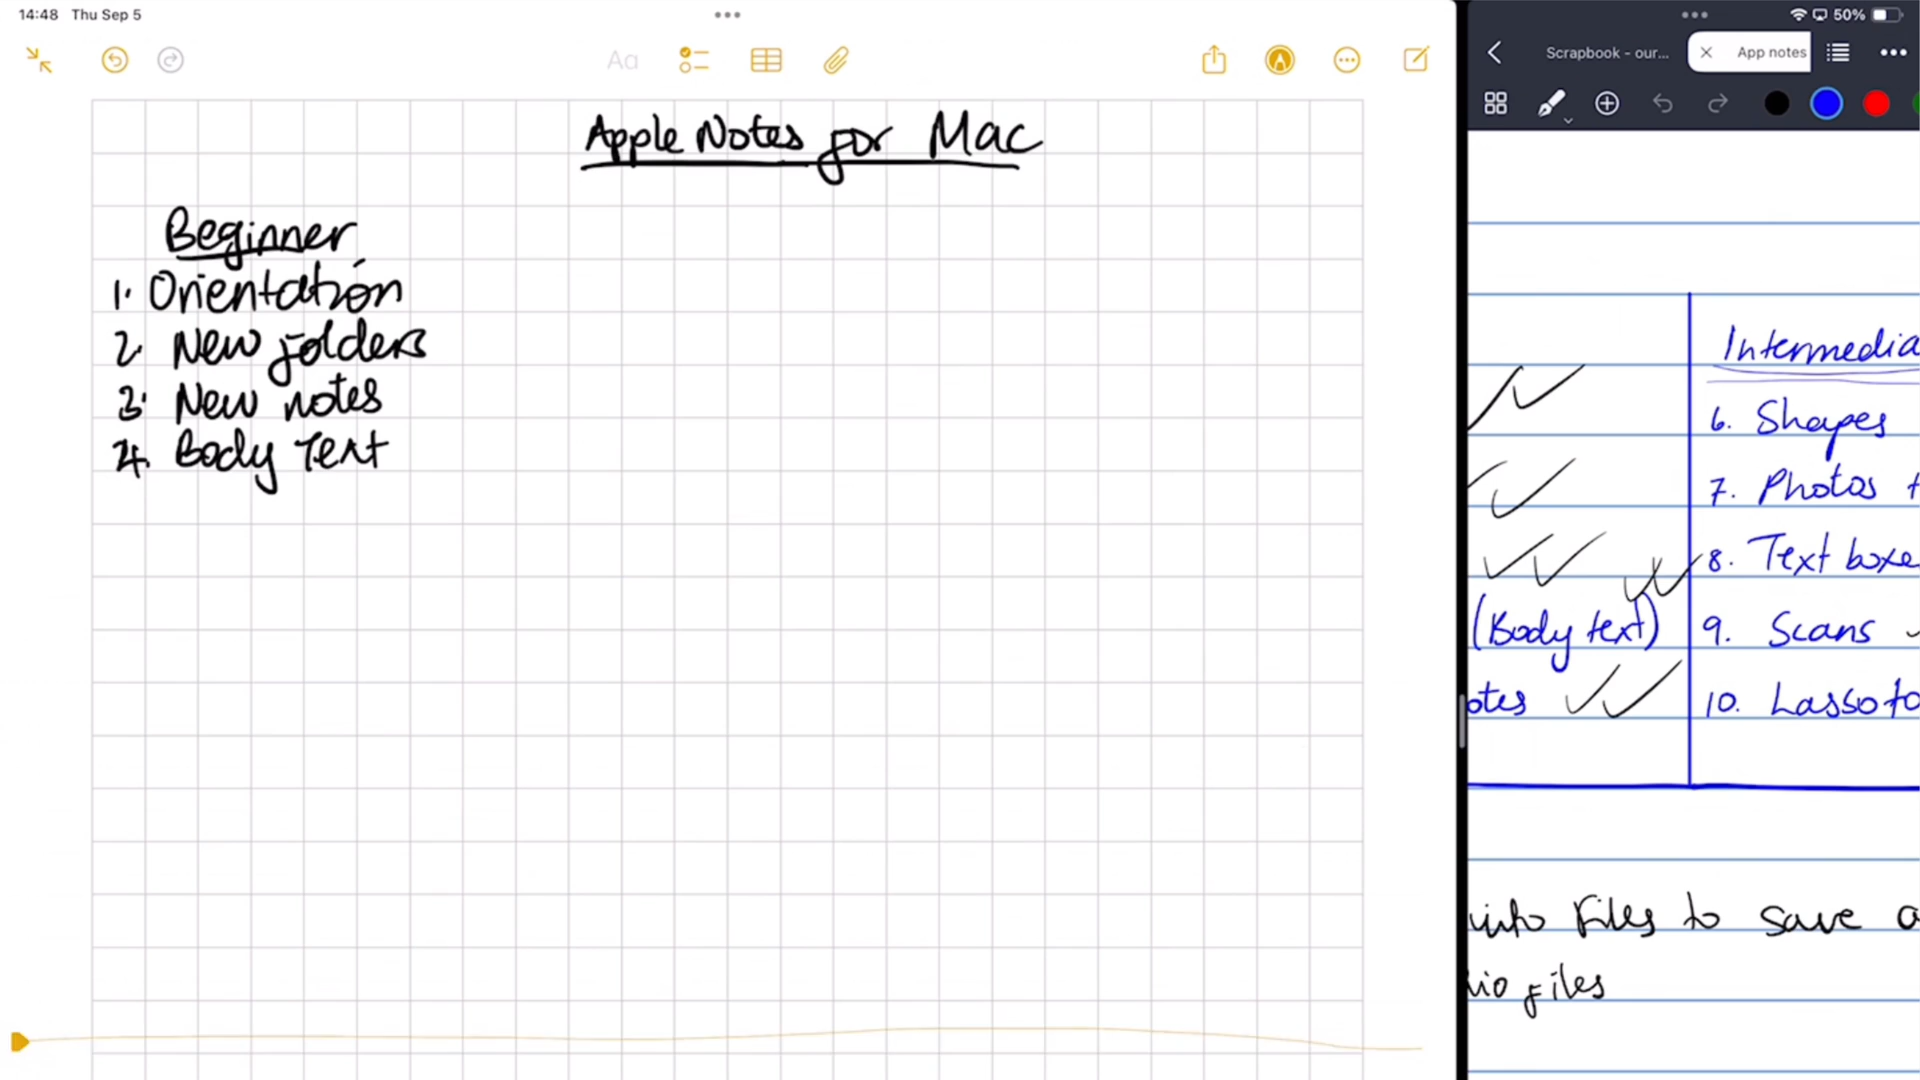 14:48 Thu Sep 5
50%
Aa
Scrapbook - our...
App notes
Apple Notes for Mac
Beginner
1. Orientation
2. New folders
3. New notes
4. Body Text
Intermedia
6. Shapes
7. Photos
8. Text boxe
(Body text)
9. Scans
otes
10. Lasso to
into Files to save a
files